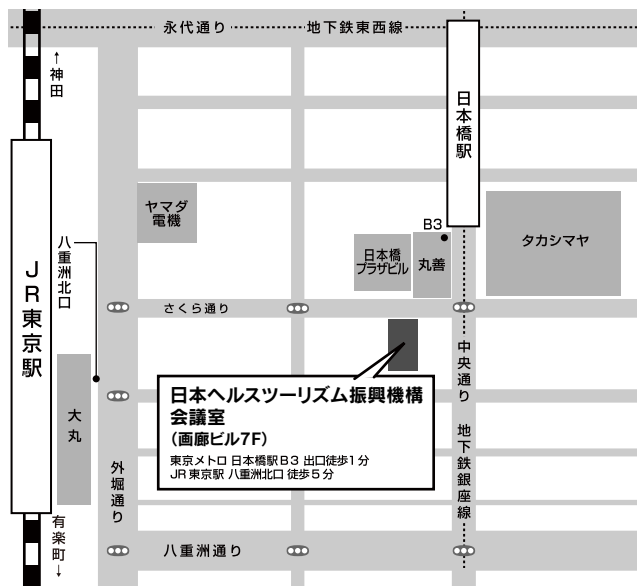 永代通り
地下鉄東西線
↑
神田
日本橋駅
ヤマダ
電機
B3
タカシマヤ
八重洲北口
日本橋
プラザビル
丸善
JR東京駅
さくら通り
中央通り
大丸
日本ヘルスツーリズム振興機構
会議室
(画廊ビル7F)
東京メトロ 日本橋駅B3 出口徒歩1分
JR東京駅 八重洲北口 徒歩5分
地下鉄銀座線
外堀通り
有楽町
↓
八重洲通り